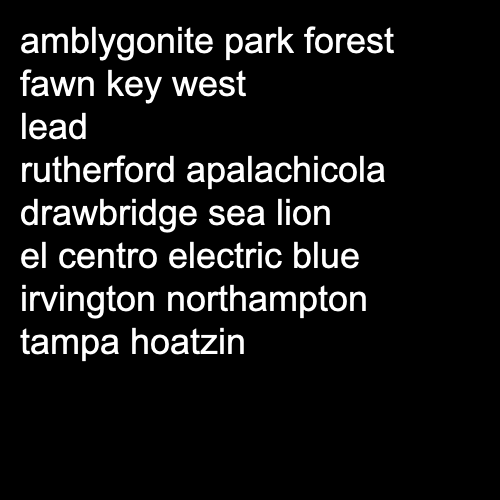 amblygonite park forest
fawn key west
lead
rutherford apalachicola
drawbridge sea lion
el centro electric blue
irvington northampton
tampa hoatzin